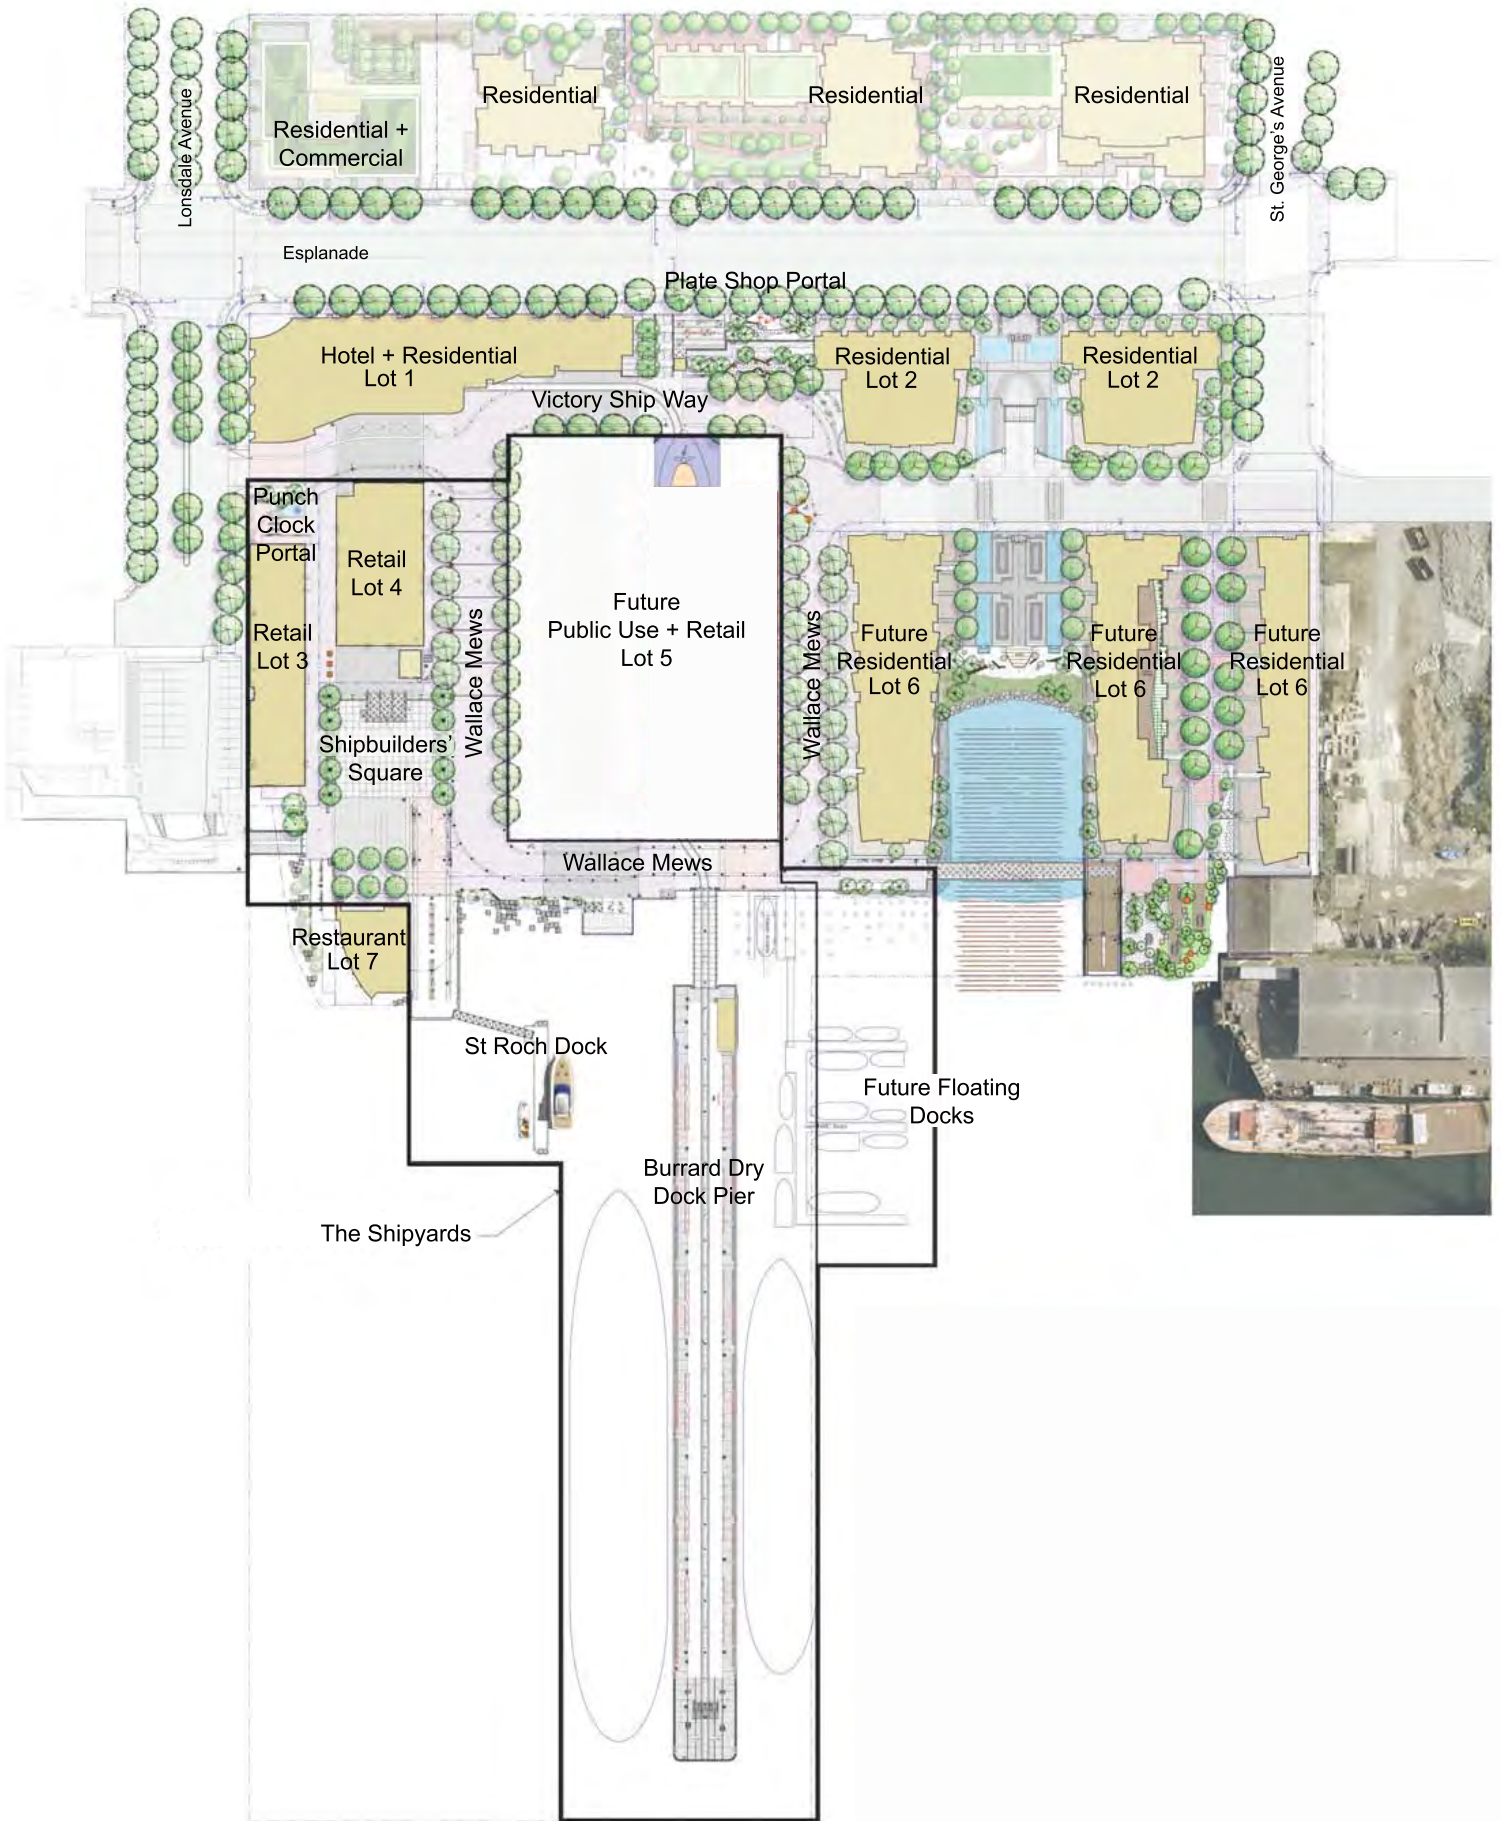 Lonsdale Avenue
St. George's Avenue
Residential +
Commercial
Residential
Residential
Residential
Esplanade
Plate Shop Portal
Hotel + Residential
Lot 1
Residential
Lot 2
Residential
Lot 2
Victory Ship Way
Punch
Clock
Portal
Retail
Lot 4
Retail
Lot 3
Wallace Mews
Future
Public Use + Retail
Lot 5
Wallace Mews
Future
Residential
Lot 6
Future
Residential
Lot 6
Future
Residential
Lot 6
Shipbuilders'
Square
Wallace Mews
Restaurant
Lot 7
St Roch Dock
Future Floating
Docks
Burrard Dry
Dock Pier
The Shipyards